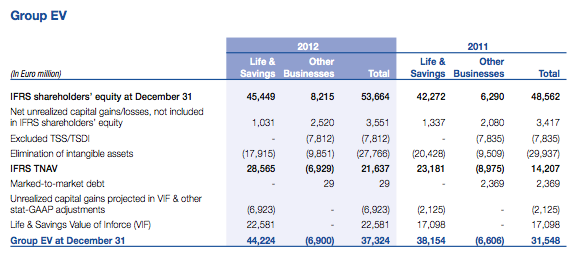 Group EV
2012 2011
Life & Other Life & Other
(In Euro million) Savings Businesses Total Savings Businesses Total
IFRS shareholders' equity at December 31 45,449 8,215 53,664 42,272 6,290 48,562
Net unrealized capital gains/losses, not included
in IFRS shareholders' equity 1,031 2,520 3,551 1,337 2,080 3,417
Excluded TSS/TSDI - (7,812) (7,812) - (7,835) (7,835)
Elimination of intangible assets (17,915) (9,851) (27,766) (20,428) (9,509) (29,937)
IFRS TNAV 28,565 (6,929) 21,637 23,181 (8,975) 14,207
Marked-to-market debt - 29 29 - 2,369 2,369
Unrealized capital gains projected in VIF & other
stat-GAAP adjustments (6,923) - (6,923) (2,125) - (2,125)
Life & Savings Value of Inforce (VIF) 22,581 - 22,581 17,098 - 17,098
Group EV at December 31 44,224 (6,900) 37,324 38,154 (6,606) 31,548